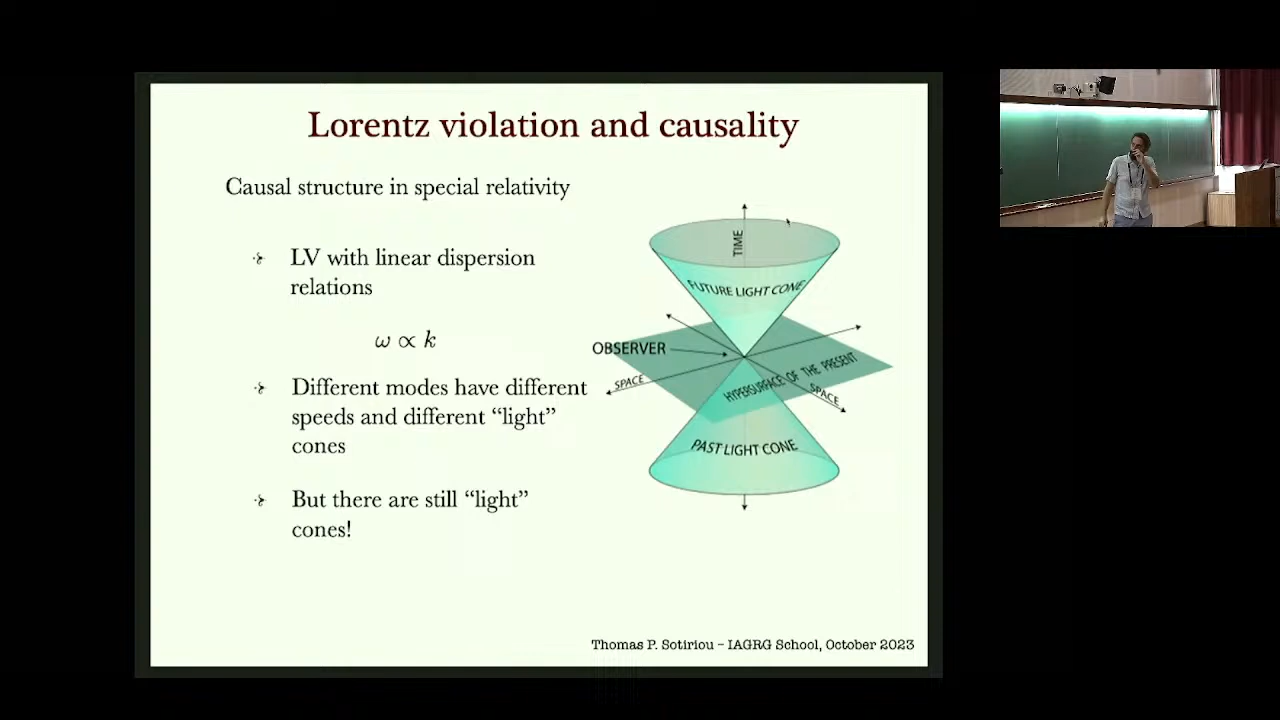 Lorentz violation and causality
Causal structure in special relativity
LV with linear dispersion
relations
ω ∝ k
Different modes have different
speeds and different “light”
cones
But there are still “light”
cones!
TIME
FUTURE LIGHT CONE
OBSERVER
SPACE
HYPERSURFACE OF THE PRESENT
SPACE
PAST LIGHT CONE
Thomas P. Sotiriou – IAGRG School, October 2023